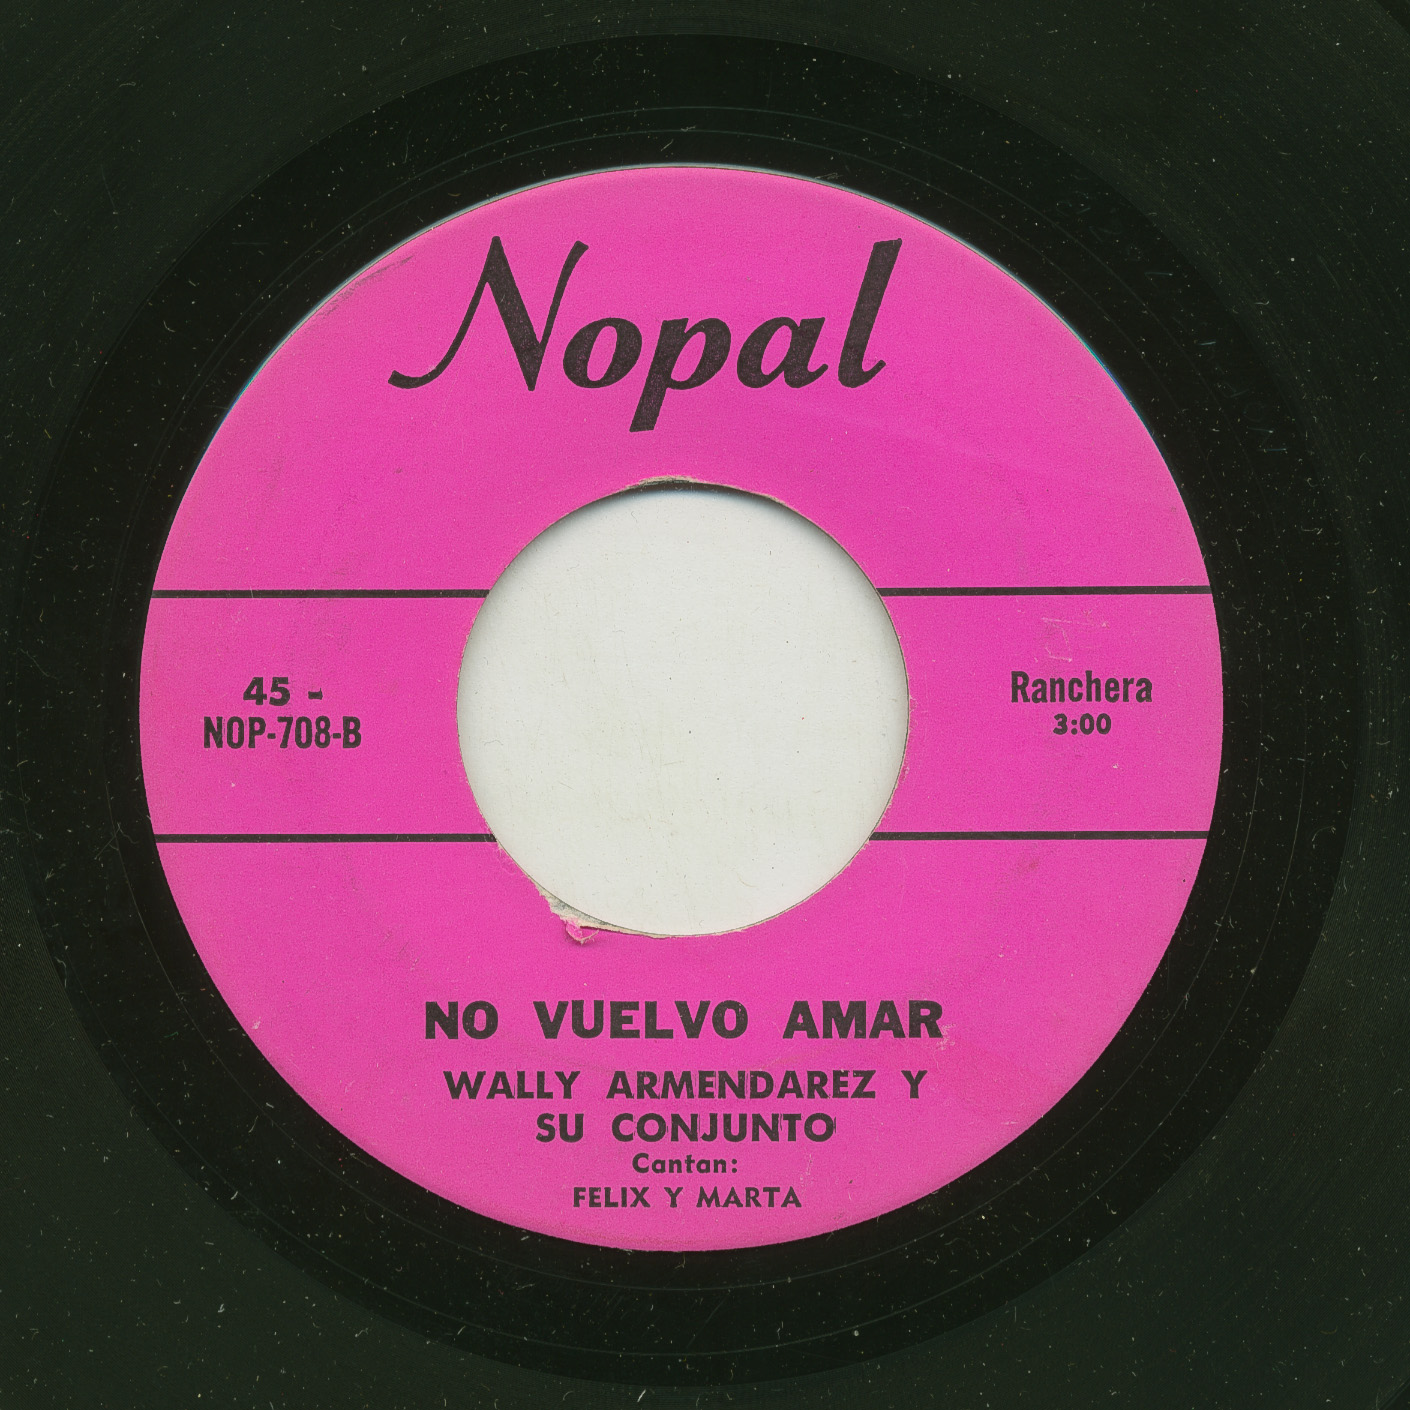 Nopal
45 -
NOP-708-B
Ranchera
3:00
NO VUELVO AMAR
WALLY ARMENDAREZ Y
SU CONJUNTO
Cantan:
FELIX Y MARTA